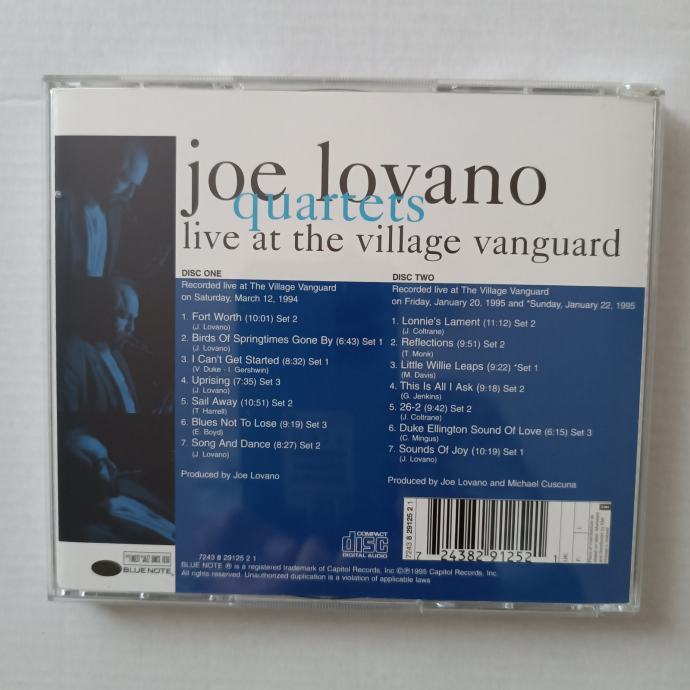 joe lovano
quartets
live at the village vanguard
DISC ONE
Recorded live at The Village Vanguard
on Saturday, March 12, 1994
1. Fort Worth (10:01) Set 2
(J. Lovano)
2. Birds Of Springtimes Gone By (6:43) Set 1
(J. Lovano)
3. I Can't Get Started (8:32) Set 1
(V. Duke - I. Gershwin)
4. Uprising (7:35) Set 3
(J. Lovano)
5. Sail Away (10:51) Set 2
(T. Harrell)
6. Blues Not To Lose (9:19) Set 3
(E. Boyd)
7. Song And Dance (8:27) Set 2
(J. Lovano)
Produced by Joe Lovano
DISC TWO
Recorded live at The Village Vanguard
on Friday, January 20, 1995 and *Sunday, January 22, 1995
1. Lonnie's Lament (11:12) Set 2
(J. Coltrane)
2. Reflections (9:51) Set 2
(T. Monk)
3. Little Willie Leaps (9:22) *Set 1
(M. Davis)
4. This Is All I Ask (9:18) Set 2
(G. Jenkins)
5. 26-2 (9:42) Set 2
(J. Coltrane)
6. Duke Ellington Sound Of Love (6:15) Set 3
(C. Mingus)
7. Sounds Of Joy (10:19) Set 1
(J. Lovano)
Produced by Joe Lovano and Michael Cuscuna
7243 8 29125 2 1
7 24382 91252 1
COMPACT
disc
DIGITAL AUDIO
7243 8 29125 2 1
BLUE NOTE ® is a registered trademark of Capitol Records, Inc. ©℗1995 Capitol Records, Inc.
All rights reserved. Unauthorized duplication is a violation of applicable laws
BLUE NOTE